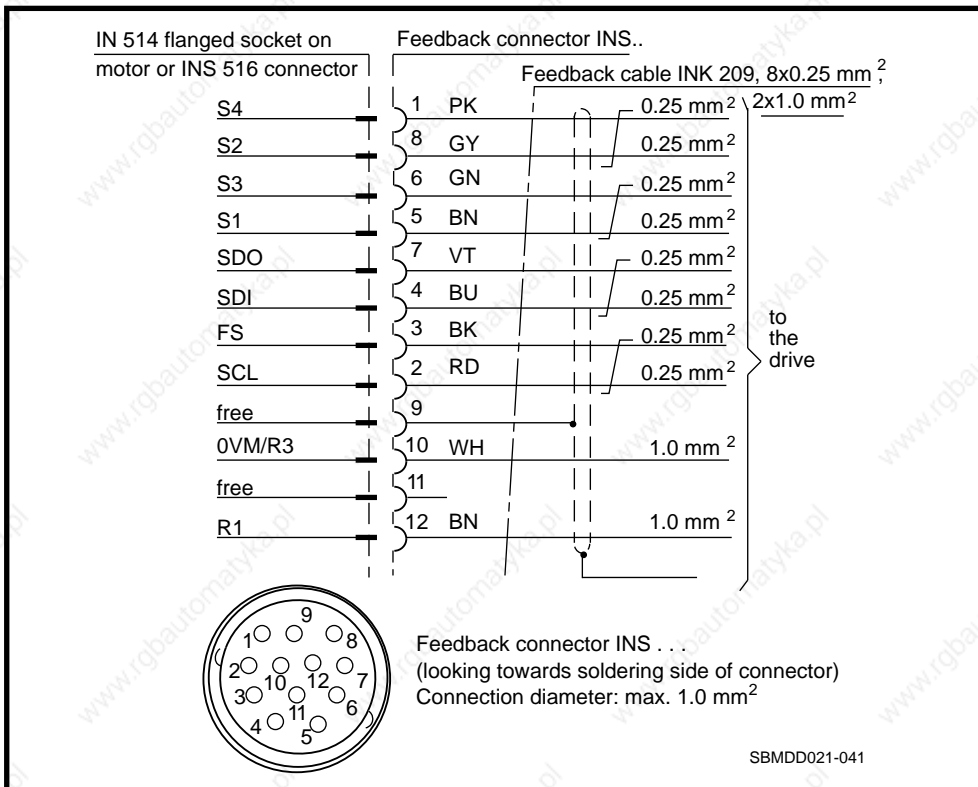 IN 514 flanged socket on
motor or INS 516 connector
Feedback connector INS..
Feedback cable INK 209, 8x0.25 mm²,
2x1.0 mm²
S4 1 PK 0.25 mm²
S2 8 GY 0.25 mm²
S3 6 GN 0.25 mm²
S1 5 BN 0.25 mm²
SDO 7 VT 0.25 mm²
SDI 4 BU 0.25 mm²
FS 3 BK 0.25 mm²
SCL 2 RD 0.25 mm²
free 9
0VM/R3 10 WH 1.0 mm²
free 11
R1 12 BN 1.0 mm²
to
the
drive
9
1 8
2 10 12 7
3 11 6
4 5
Feedback connector INS . . .
(looking towards soldering side of connector)
Connection diameter: max. 1.0 mm²
SBMDD021-041
www.rgbautomatyka.pl